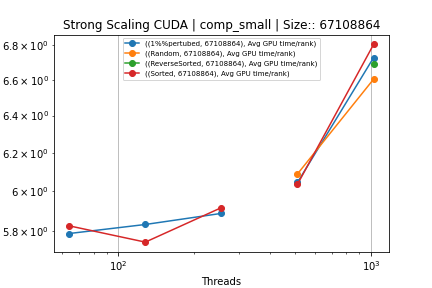 Strong Scaling CUDA | comp_small | Size:: 67108864
((1%%pertubed, 67108864), Avg GPU time/rank)
((Random, 67108864), Avg GPU time/rank)
((ReverseSorted, 67108864), Avg GPU time/rank)
((Sorted, 67108864), Avg GPU time/rank)
6.8 × 10⁰
6.6 × 10⁰
6.4 × 10⁰
6.2 × 10⁰
6 × 10⁰
5.8 × 10⁰
10² 10³
Threads